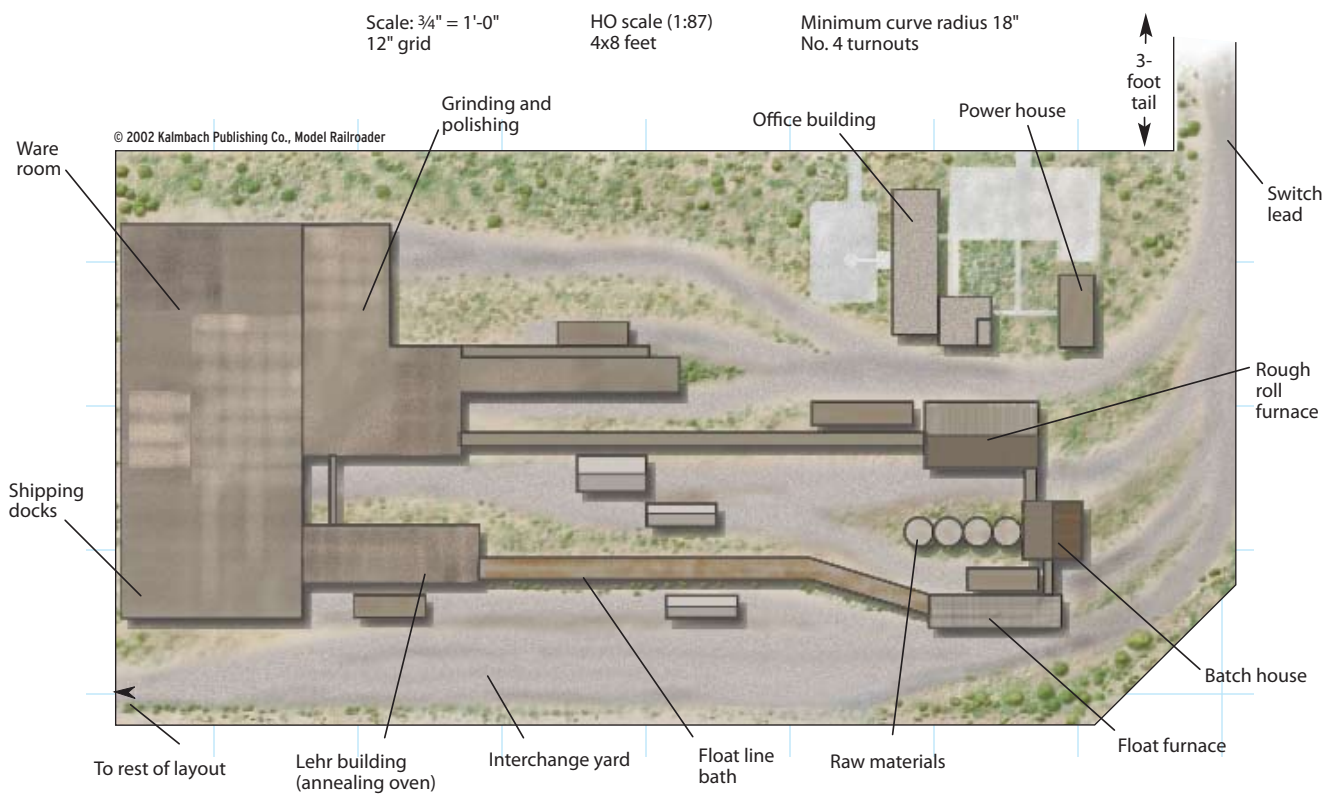 Scale: ¾" = 1'-0"
12" grid
HO scale (1:87)
4x8 feet
Minimum curve radius 18"
No. 4 turnouts
3-
foot
tail
© 2002 Kalmbach Publishing Co., Model Railroader
Ware
room
Grinding and
polishing
Office building
Power house
Switch
lead
Rough
roll
furnace
Shipping
docks
Batch house
Float furnace
To rest of layout
Lehr building
(annealing oven)
Interchange yard
Float line
bath
Raw materials